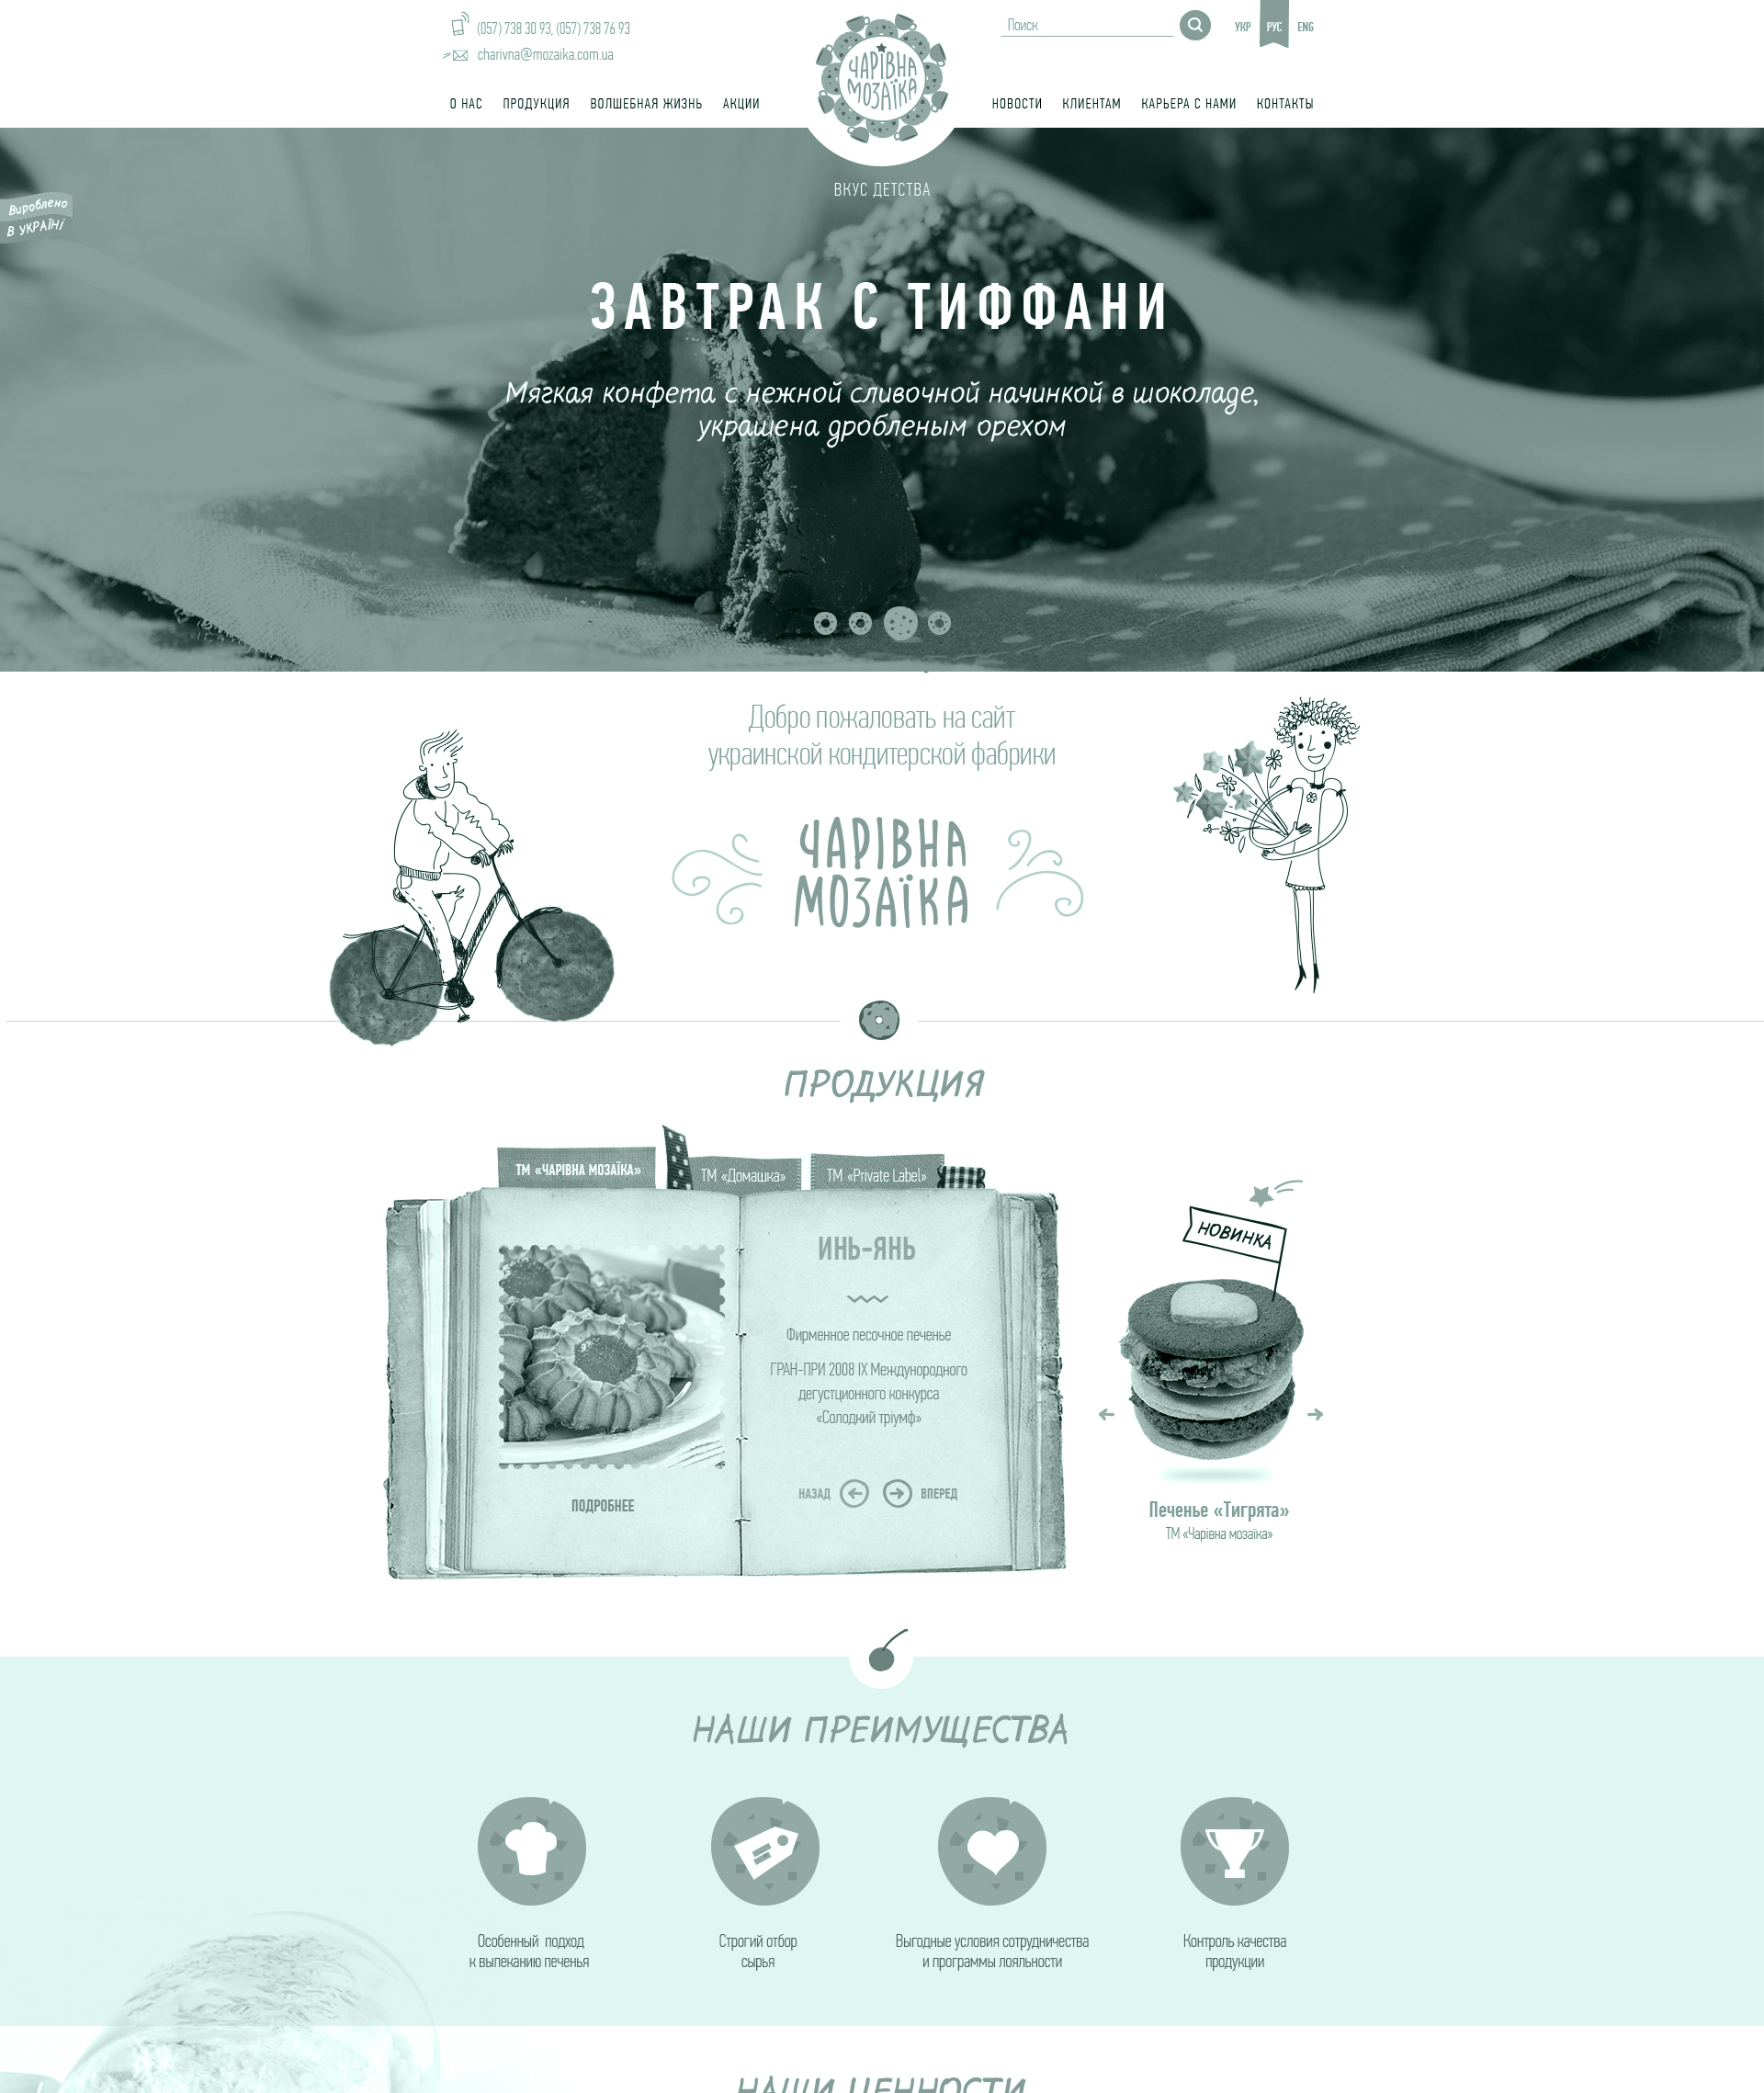 (057) 738 30 93, (057) 738 76 93
charivna@mozaika.com.ua
ЧАРІВНА
МОЗАЇКА
Поиск
УКР РУС ENG
О НАС ПРОДУКЦИЯ ВОЛШЕБНАЯ ЖИЗНЬ АКЦИИ НОВОСТИ КЛИЕНТАМ КАРЬЕРА С НАМИ КОНТАКТЫ
ВКУС ДЕТСТВА
Вироблено
В УКРАЇНІ
ЗАВТРАК С ТИФФАНИ
Мягкая конфета с нежной сливочной начинкой в шоколаде,
украшена дробленым орехом
Добро пожаловать на сайт
украинской кондитерской фабрики
ЧАРІВНА
МОЗАЇКА
ПРОДУКЦИЯ
ТМ «ЧАРІВНА МОЗАЇКА» ТМ «Домашка» ТМ «Private Label»
ИНЬ-ЯНЬ
Фирменное песочное печенье
ГРАН-ПРИ 2008 IX Международного
дегустционного конкурса
«Солодкий тріумф»
НАЗАД ВПЕРЕД
ПОДРОБНЕЕ
НОВИНКА
Печенье «Тигрята»
ТМ «Чарівна мозаїка»
НАШИ ПРЕИМУЩЕСТВА
Особенный подход
к выпеканию печенья
Строгий отбор
сырья
Выгодные условия сотрудничества
и программы лояльности
Контроль качества
продукции
НАШИ ЦЕННОСТИ